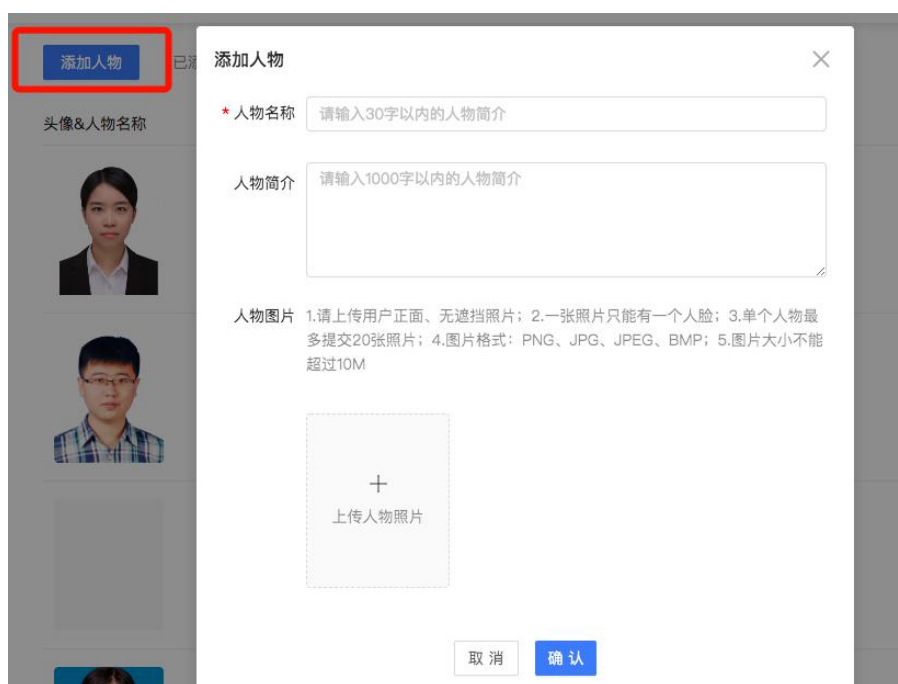 添加人物
已添
头像&人物名称
添加人物
* 人物名称
请输入30字以内的人物简介
人物简介
请输入1000字以内的人物简介
人物图片
1.请上传用户正面、无遮挡照片；2.一张照片只能有一个人脸；3.单个人物最
多提交20张照片；4.图片格式：PNG、JPG、JPEG、BMP；5.图片大小不能
超过10M
上传人物照片
取 消
确 认